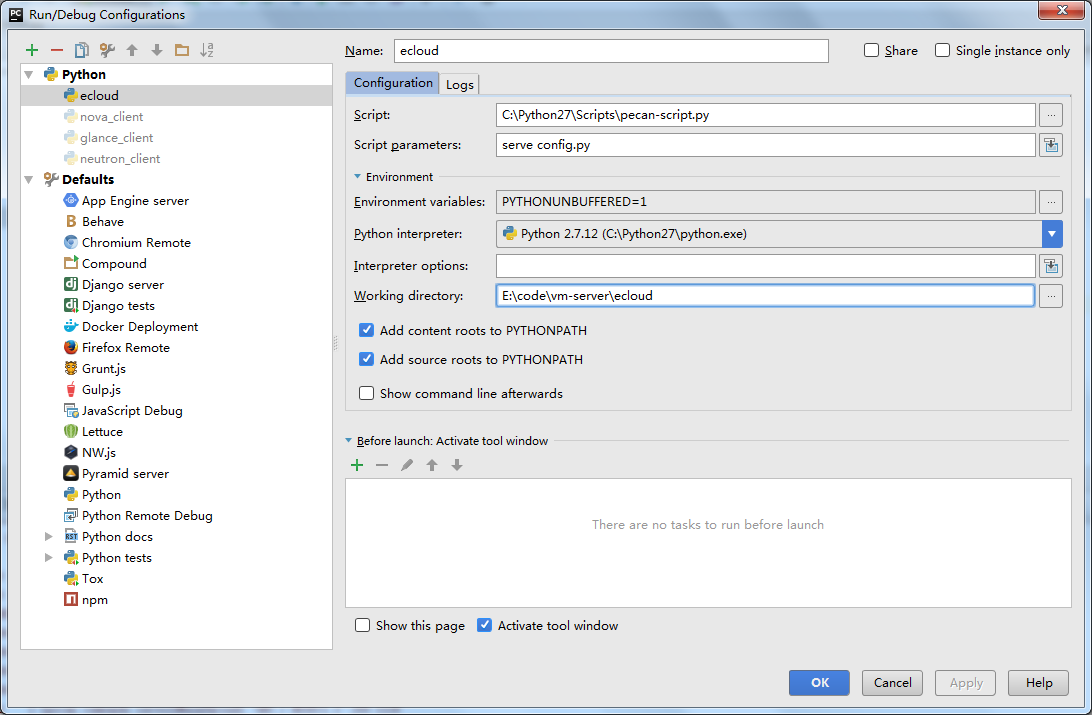 Run/Debug Configurations
Name: ecloud
Share
Single instance only
Python
ecloud
nova_client
glance_client
neutron_client
Defaults
App Engine server
Behave
Chromium Remote
Compound
Django server
Django tests
Docker Deployment
Firefox Remote
Grunt.js
Gulp.js
JavaScript Debug
Lettuce
NW.js
Pyramid server
Python
Python Remote Debug
Python docs
Python tests
Tox
npm
Configuration
Logs
Script: C:\Python27\Scripts\pecan-script.py
Script parameters: serve config.py
Environment
Environment variables: PYTHONUNBUFFERED=1
Python interpreter: Python 2.7.12 (C:\Python27\python.exe)
Interpreter options:
Working directory: E:\code\vm-server\ecloud
Add content roots to PYTHONPATH
Add source roots to PYTHONPATH
Show command line afterwards
Before launch: Activate tool window
There are no tasks to run before launch
Show this page
Activate tool window
OK
Cancel
Apply
Help